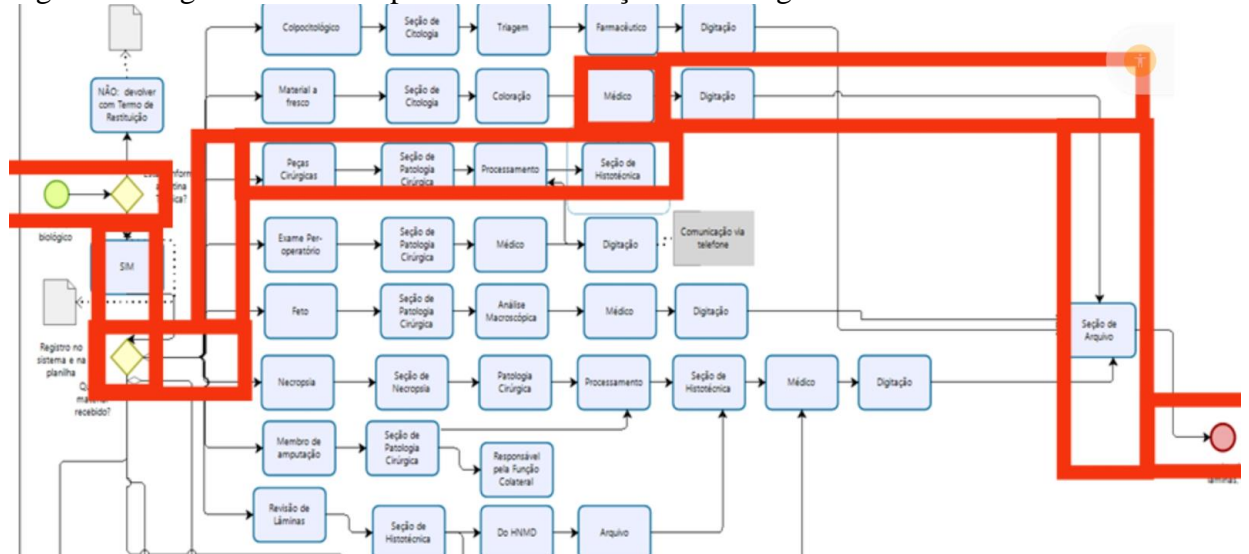 Colpocitológico
Seção de
Citologia
Triagem
Farmacêutico
Digitação
NÃO: devolver
com Termo de
Restituição
Material a
fresco
Seção de
Citologia
Coloração
Médico
Digitação
Peças
Cirúrgicas
Seção de
Patologia
Cirúrgica
Processamento
Seção de
Histotécnica
biológico
SIM
Exame Per-
operatório
Seção de
Patologia
Cirúrgica
Médico
Digitação
Comunicação via
telefone
Feto
Seção de
Patologia
Cirúrgica
Análise
Macroscópica
Médico
Digitação
Seção de
Arquivo
Registro no
sistema e na
planilha
recebido?
Necropsia
Seção de
Necropsia
Patologia
Cirúrgica
Processamento
Seção de
Histotécnica
Médico
Digitação
Membro de
amputação
Seção de
Patologia
Cirúrgica
Responsável
pela Função
Colateral
lâminas.
Revisão de
Lâminas
Seção de
Histotécnica
Do HNMD
Arquivo